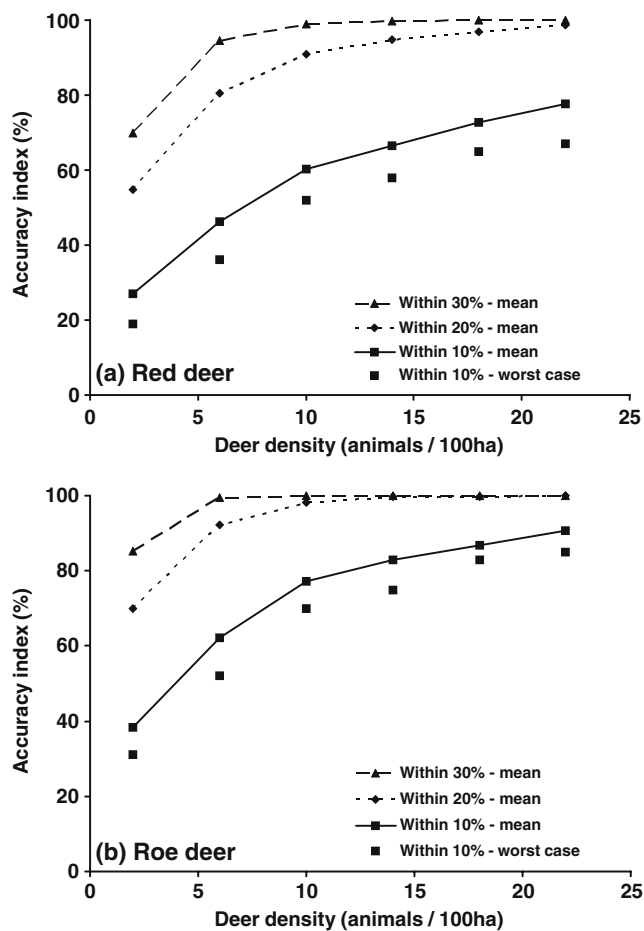 100
80
60
40
20
0
Accuracy index (%)
Within 30% - mean
Within 20% - mean
Within 10% - mean
Within 10% - worst case
(a) Red deer
0 5 10 15 20 25
Deer density (animals / 100ha)
100
80
60
40
20
0
Accuracy index (%)
Within 30% - mean
Within 20% - mean
Within 10% - mean
Within 10% - worst case
(b) Roe deer
0 5 10 15 20 25
Deer density (animals / 100ha)